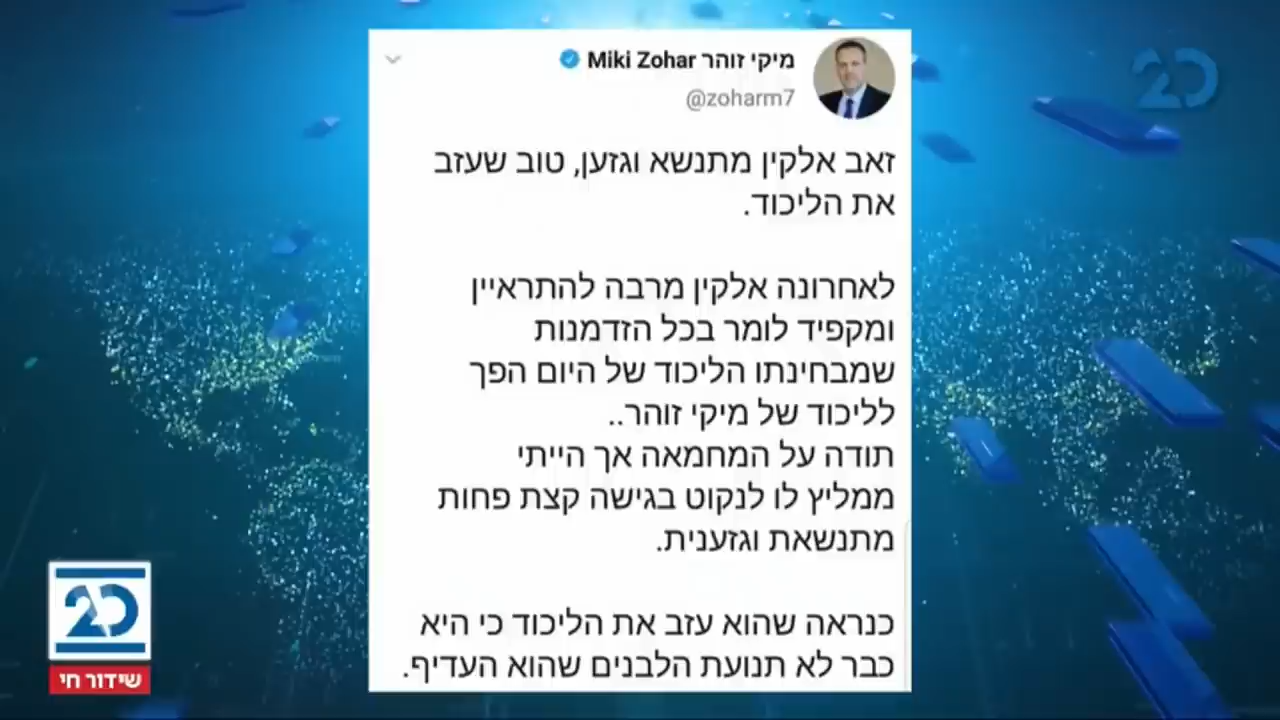 מיקי זוהר Miki Zohar
@zoharm7
זאב אלקין מתנשא וגזען, טוב שעזב
את הליכוד.
לאחרונה אלקין מרבה להתראיין
ומקפיד לומר בכל הזדמנות
שמבחינתו הליכוד של היום הפך
לליכוד של מיקי זוהר..
תודה על המחמאה אך הייתי
ממליץ לו לנקוט בגישה קצת פחות
מתנשאת וגזענית.
כנראה שהוא עזב את הליכוד כי היא
כבר לא תנועת הלבנים שהוא העדיף.
20
20
שידור חי